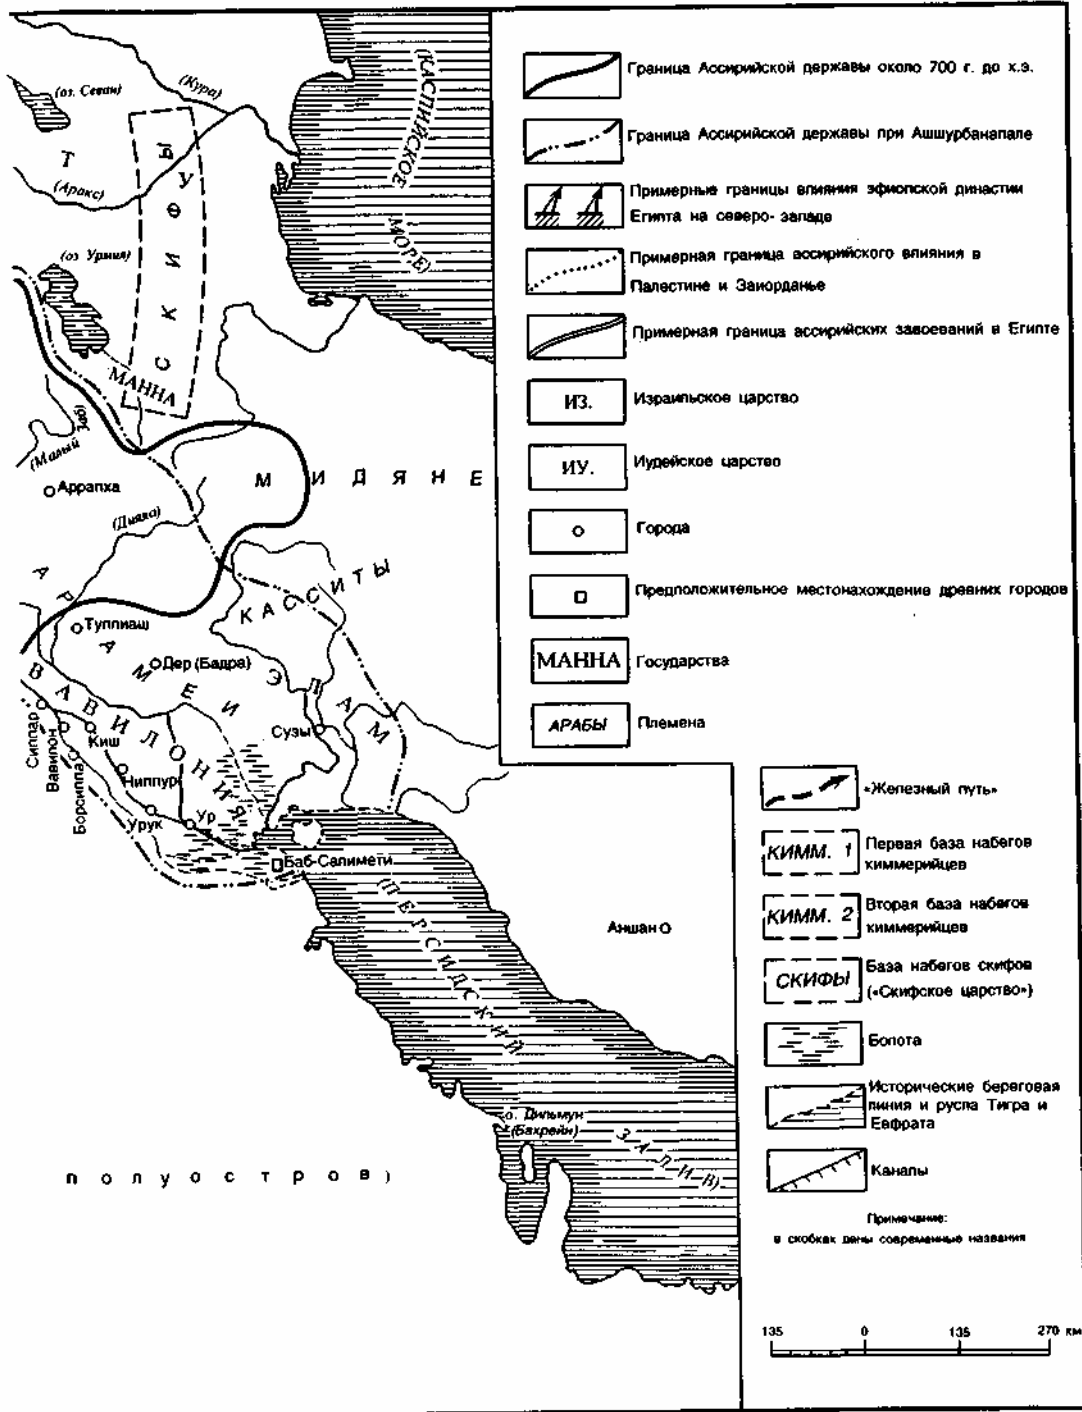 (оз. Севан)
(Кура)
(КАСПИЙСКОЕ
МОРЕ)
Т
У
(Аракс)
СКИФЫ
(оз Урмия)
МАННА
(Малый Заб)
Аррапха
МИДЯНЕ
(Дияла)
АРАМЕИ
КАССИТЫ
Туплиаш
Дер (Бадра)
ЭЛАМ
ВАВИЛОНИЯ
Сиппар
Вавилон
Борсиппа
Киш
Ниппур
Урук
Ур
Сузы
Баб-Салимети
(ПЕРСИДСКИЙ
ЗАЛИВ)
Аншан
о. Дильмун
(Бахрейн)
полуостров)
Граница Ассирийской державы около 700 г. до х.э.
Граница Ассирийской державы при Ашшурбанапале
Примерные границы влияния эфиопской династии
Египта на северо- западе
Примерная граница ассирийского влияния в
Палестине и Заиорданье
Примерная граница ассирийских завоеваний в Египте
ИЗ. Израильское царство
ИУ. Иудейское царство
Города
Предположительное местонахождение древних городов
МАННА Государства
АРАБЫ Племена
«Железный путь»
КИММ. 1 Первая база набегов
киммерийцев
КИММ. 2 Вторая база набегов
киммерийцев
СКИФЫ База набегов скифов
(«Скифское царство»)
Болота
Исторические береговая
линия и русла Тигра и
Евфрата
Каналы
Примечание:
в скобках даны современные названия
135 0 135 270 км